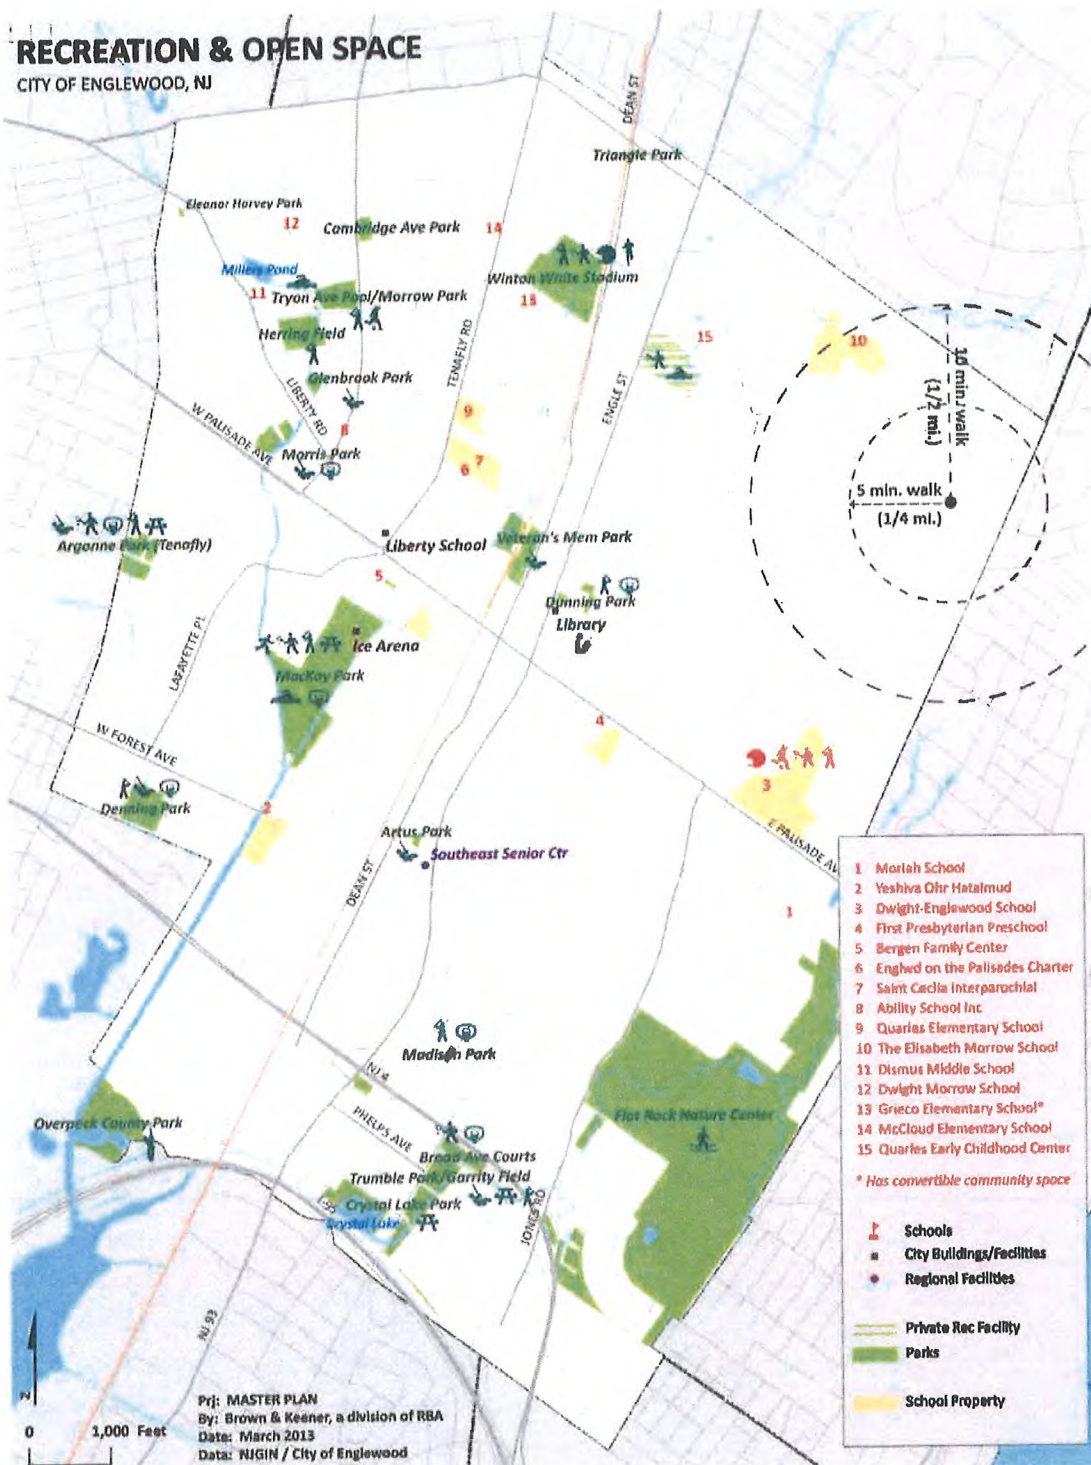 RECREATION & OPEN SPACE
CITY OF ENGLEWOOD, NJ
DEAN ST
Triangle Park
Eleanor Harvey Park
12
Cambridge Ave Park
14
Millers Pond
11
Tryon Ave Pool/Morrow Park
Winton White Stadium
13
Herring Field
TENAFLY RD
15
10
10 min. walk
(1/2 mi.)
Glenbrook Park
LIBERTY RD
ENGLE ST
W PALISADE AVE
8
9
Morris Park
6
7
5 min. walk
(1/4 mi.)
Argonne Park (Tenafly)
Liberty School
Veteran's Mem Park
5
Dunning Park
Library
LAFAYETTE PL
Ice Arena
MacKay Park
4
W FOREST AVE
3
Denning Park
2
E PALISADE AV
Artus Park
Southeast Senior Ctr
DEAN ST
1
1 Moriah School
2 Yeshiva Ohr Hatalmud
3 Dwight-Englewood School
4 First Presbyterian Preschool
5 Bergen Family Center
6 Englwd on the Palisades Charter
7 Saint Cecilia Interparochial
8 Ability School Inc
9 Quarles Elementary School
10 The Elisabeth Morrow School
11 Dismus Middle School
12 Dwight Morrow School
13 Grieco Elementary School*
14 McCloud Elementary School
15 Quarles Early Childhood Center
* Has convertible community space
Madison Park
NJ 4
PHELPS AVE
Overpeck County Park
Flat Rock Nature Center
Broad Ave Courts
Trumble Park/Garrity Field
I-95
Crystal Lake Park
Crystal Lake
JONES RD
Schools
City Buildings/Facilities
Regional Facilities
Private Rec Facility
Parks
School Property
NJ 93
N
0 1,000 Feet
Prj: MASTER PLAN
By: Brown & Keener, a division of RBA
Date: March 2013
Data: NJGIN / City of Englewood